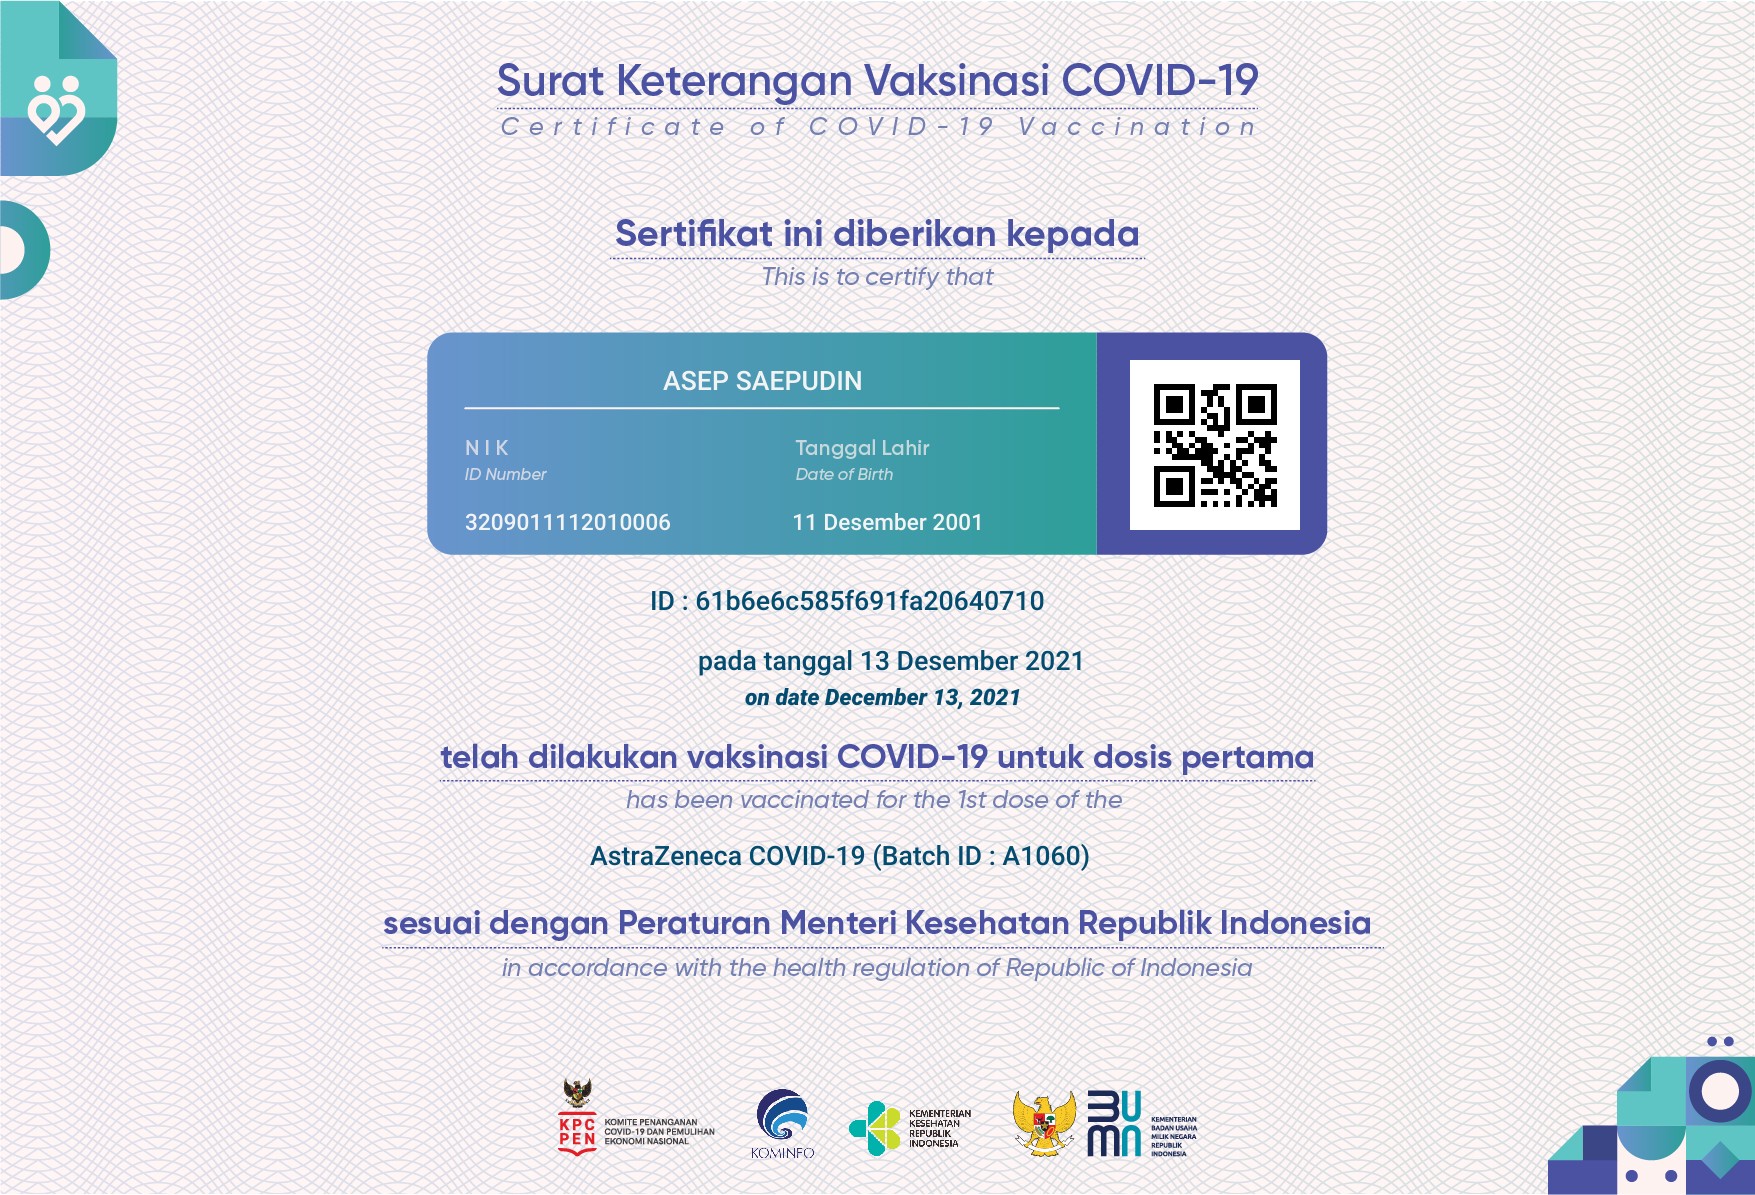 Surat Keterangan Vaksinasi COVID-19
Certificate of COVID-19 Vaccination
Sertifikat ini diberikan kepada
This is to certify that
ASEP SAEPUDIN
NIK
ID Number
3209011112010006
Tanggal Lahir
Date of Birth
11 Desember 2001
ID : 61b6e6c585f691fa20640710
pada tanggal 13 Desember 2021
on date December 13, 2021
telah dilakukan vaksinasi COVID-19 untuk dosis pertama
has been vaccinated for the 1st dose of the
AstraZeneca COVID-19 (Batch ID : A1060)
sesuai dengan Peraturan Menteri Kesehatan Republik Indonesia
in accordance with the health regulation of Republic of Indonesia
KPC
PEN
KOMITE PENANGANAN
COVID-19 DAN PEMULIHAN
EKONOMI NASIONAL
KOMINFO
KEMENTERIAN
KESEHATAN
REPUBLIK
INDONESIA
BUMN
KEMENTERIAN
BADAN USAHA
MILIK NEGARA
REPUBLIK
INDONESIA